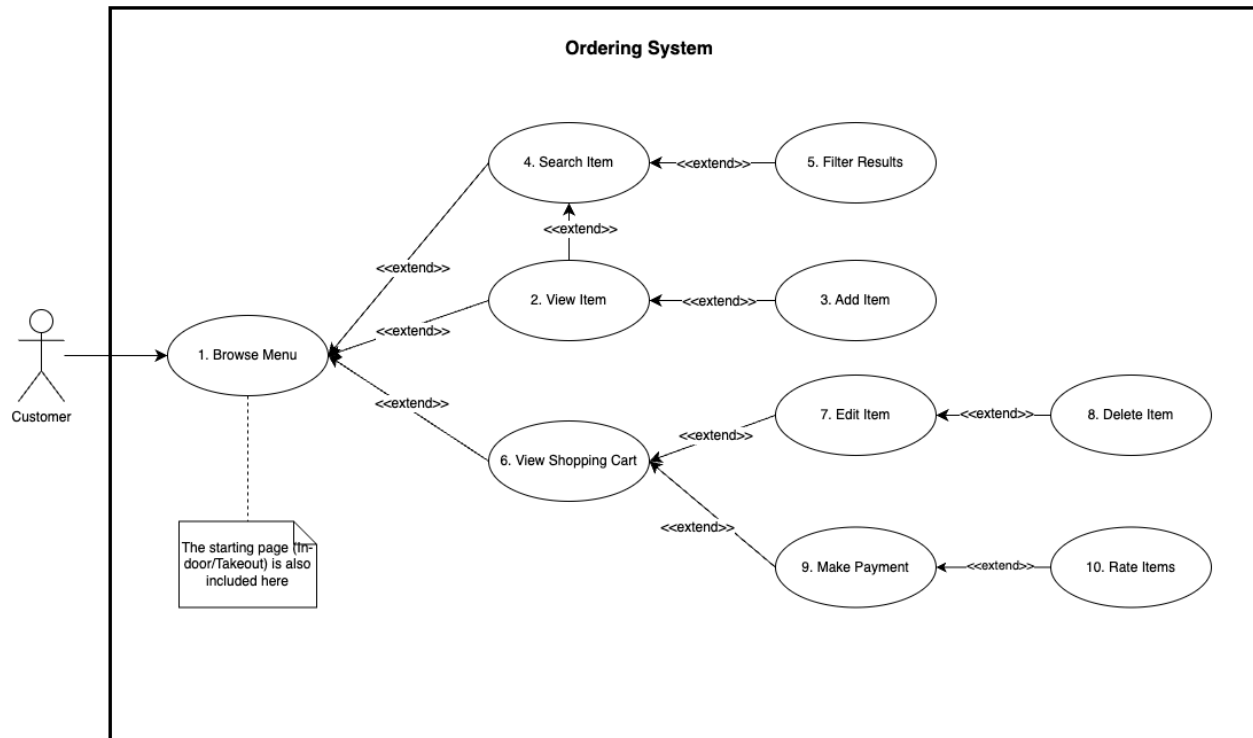 Ordering System
4. Search Item
<<extend>>
5. Filter Results
<<extend>>
<<extend>>
2. View Item
<<extend>>
3. Add Item
<<extend>>
1. Browse Menu
Customer
<<extend>>
7. Edit Item
<<extend>>
8. Delete Item
<<extend>>
6. View Shopping Cart
<<extend>>
The starting page (In-
door/Takeout) is also
included here
9. Make Payment
<<extend>>
10. Rate Items